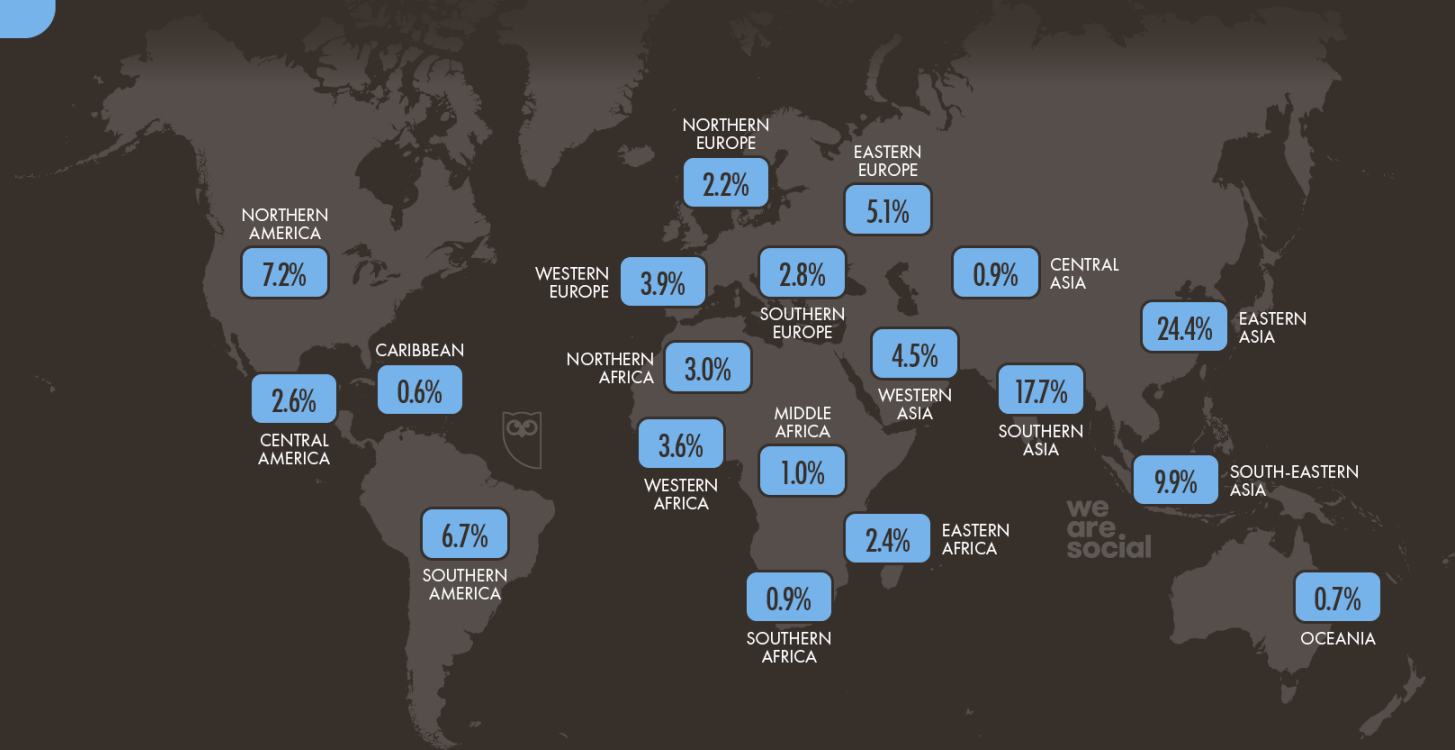 NORTHERN
EUROPE
2.2%
EASTERN
EUROPE
5.1%
NORTHERN
AMERICA
7.2%
WESTERN
EUROPE
3.9%
2.8%
SOUTHERN
EUROPE
0.9%
CENTRAL
ASIA
24.4%
EASTERN
ASIA
CARIBBEAN
0.6%
2.6%
CENTRAL
AMERICA
NORTHERN
AFRICA
3.0%
4.5%
WESTERN
ASIA
17.7%
SOUTHERN
ASIA
3.6%
WESTERN
AFRICA
MIDDLE
AFRICA
1.0%
9.9%
SOUTH-EASTERN
ASIA
we
are
social
6.7%
SOUTHERN
AMERICA
2.4%
EASTERN
AFRICA
0.9%
SOUTHERN
AFRICA
0.7%
OCEANIA